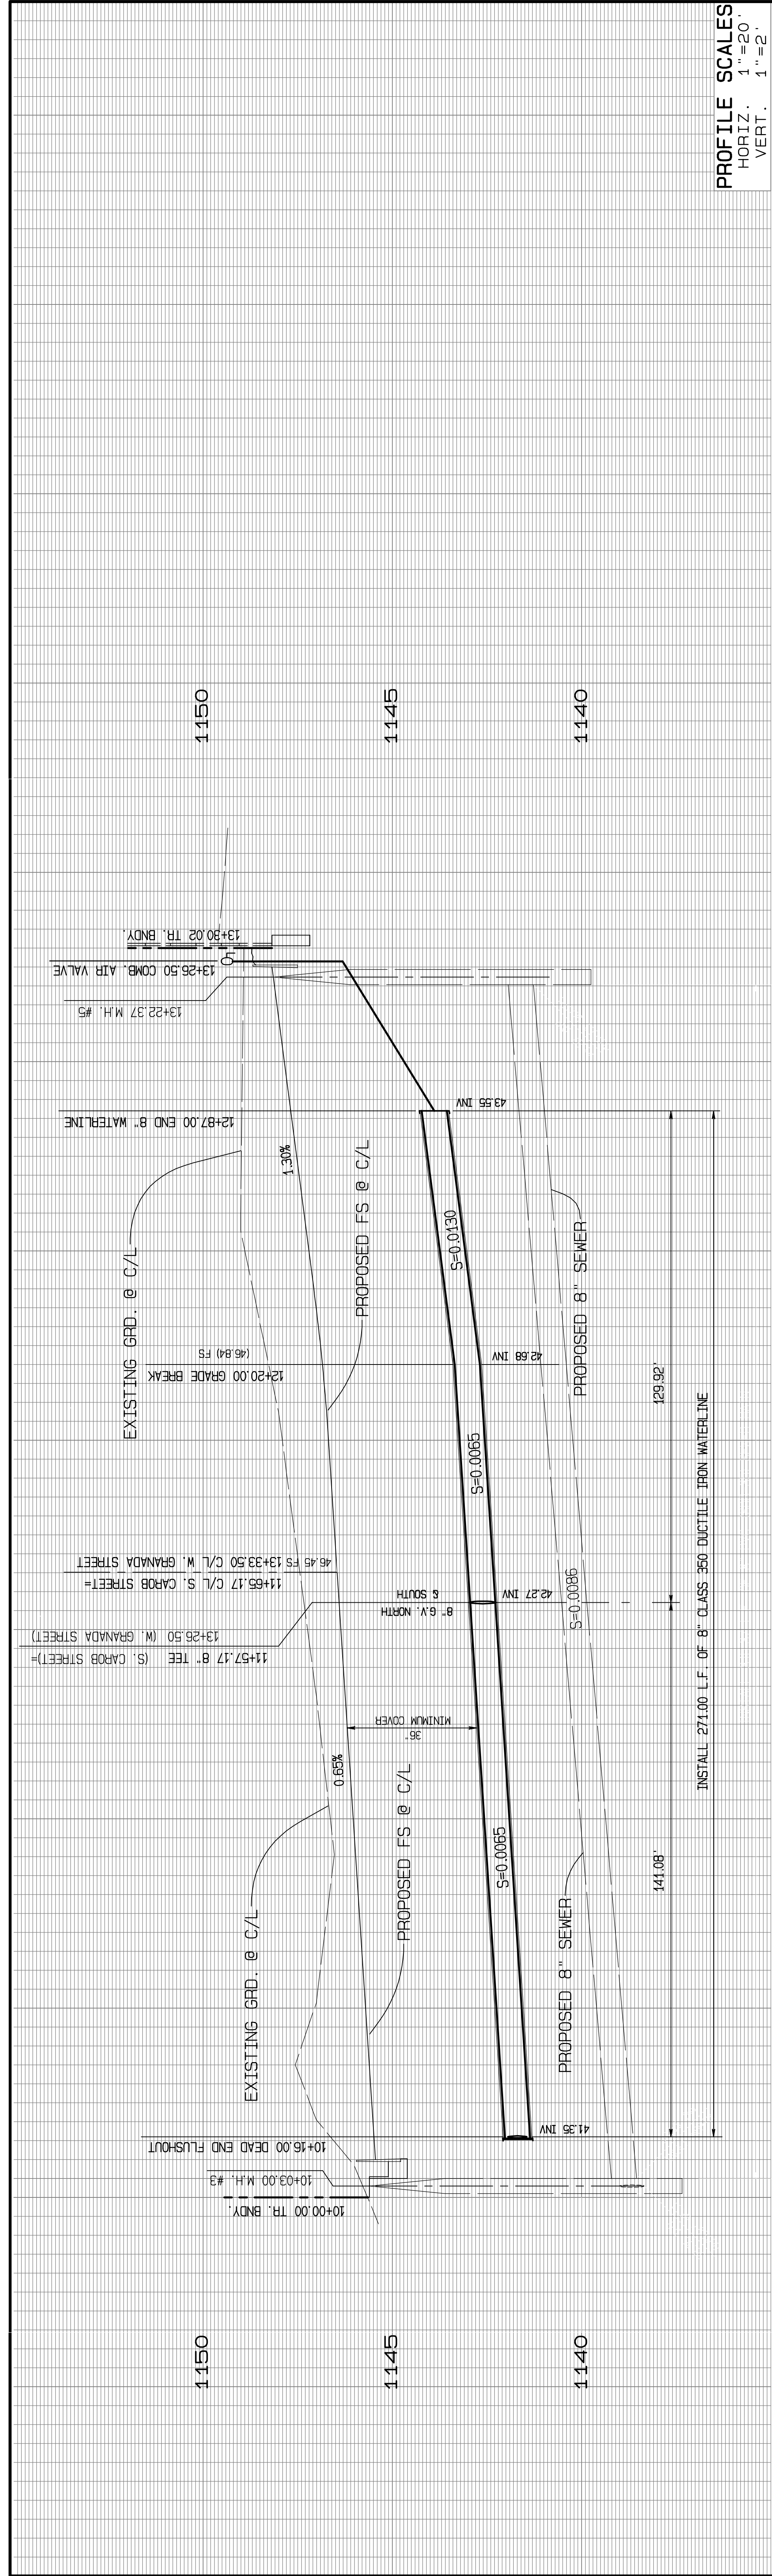 PROFILE SCALES
HORIZ. 1"=20'
VERT. 1"=2'
1150
1145
1140
13+30.02 TR. BNDY.
13+26.50 COMB. AIR VALVE
13+22.37 M.H. #5
12+87.00 END 8" WATERLINE
43.55 INV
1.30%
EXISTING GRD. @ C/L
PROPOSED FS @ C/L
S=0.0130
PROPOSED 8" SEWER
(46.84) FS
12+20.00 GRADE BREAK
42.68 INV
129.92'
S=0.0065
INSTALL 271.00 L.F. OF 8" CLASS 350 DUCTILE IRON WATERLINE
46.45 FS 13+33.50 C/L W. GRANADA STREET
11+65.17 C/L S. CAROB STREET=
8" G.V. NORTH
& SOUTH
42.27 INV
S=0.0086
13+26.50 (W. GRANADA STREET)
11+57.17 8" TEE (S. CAROB STREET)=
36"
MINIMUM COVER
0.65%
EXISTING GRD. @ C/L
PROPOSED FS @ C/L
S=0.0065
141.08'
PROPOSED 8" SEWER
41.35 INV
10+16.00 DEAD END FLUSHOUT
10+03.00 M.H. #3
10+00.00 TR. BNDY.
1150
1145
1140